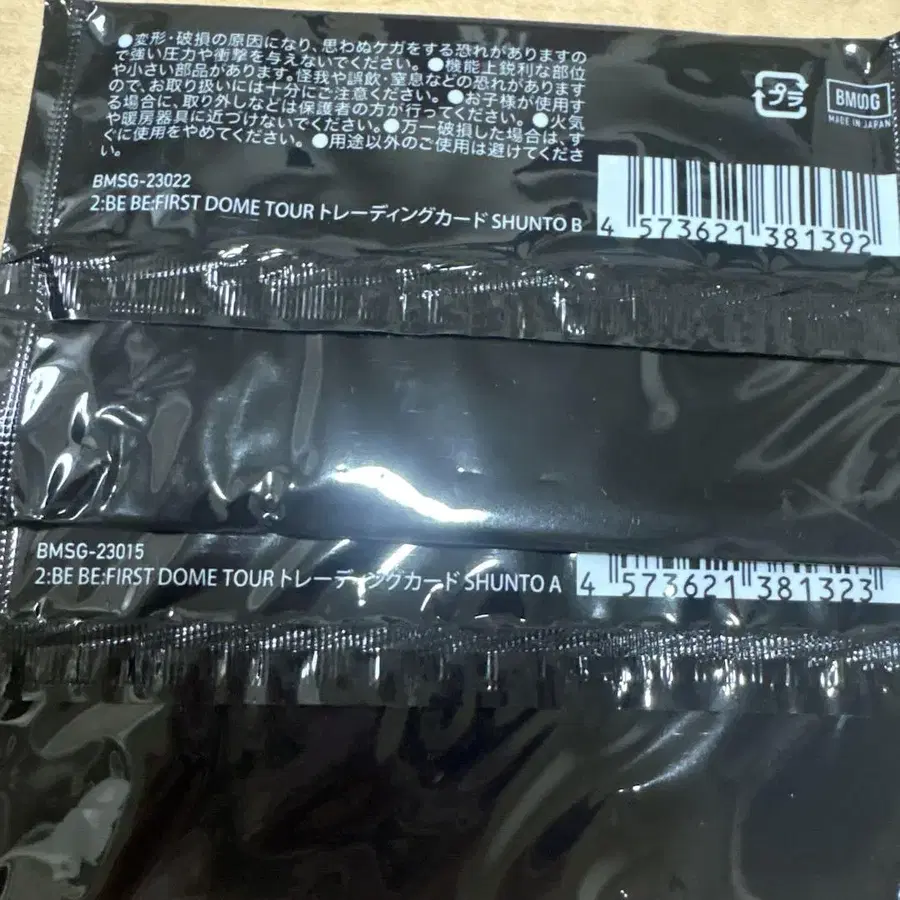 ●変形・破損の原因になり、思わぬケガをする恐れがありますの
で強い圧力や衝撃を与えないでください。●機能上鋭利な部位
や小さい部品があります。怪我や誤飲・窒息などの恐れがあります
ので、お取り扱いには十分にご注意ください。●お子様が使用す
る場合に、取り外しなどは保護者の方が行ってください。●火気
や暖房器具に近づけないでください。●万一破損した場合は、す
ぐに使用をやめてください。●用途以外のご使用は避けてくださ
い。
プラ
BMSG
MADE IN JAPAN
BMSG-23022
2:BE BE:FIRST DOME TOUR トレーディングカード SHUNTO B
4 573621 381392
BMSG-23015
2:BE BE:FIRST DOME TOUR トレーディングカード SHUNTO A
4 573621 381323